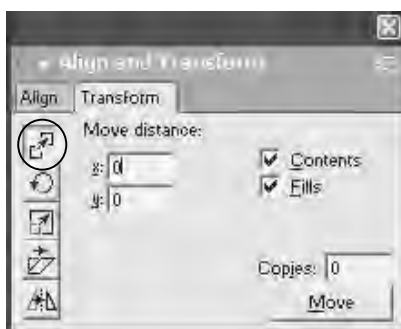 Align and Transform
Align Transform
Move distance:
x: 0
y: 0
Contents
Fills
Copies: 0
Move